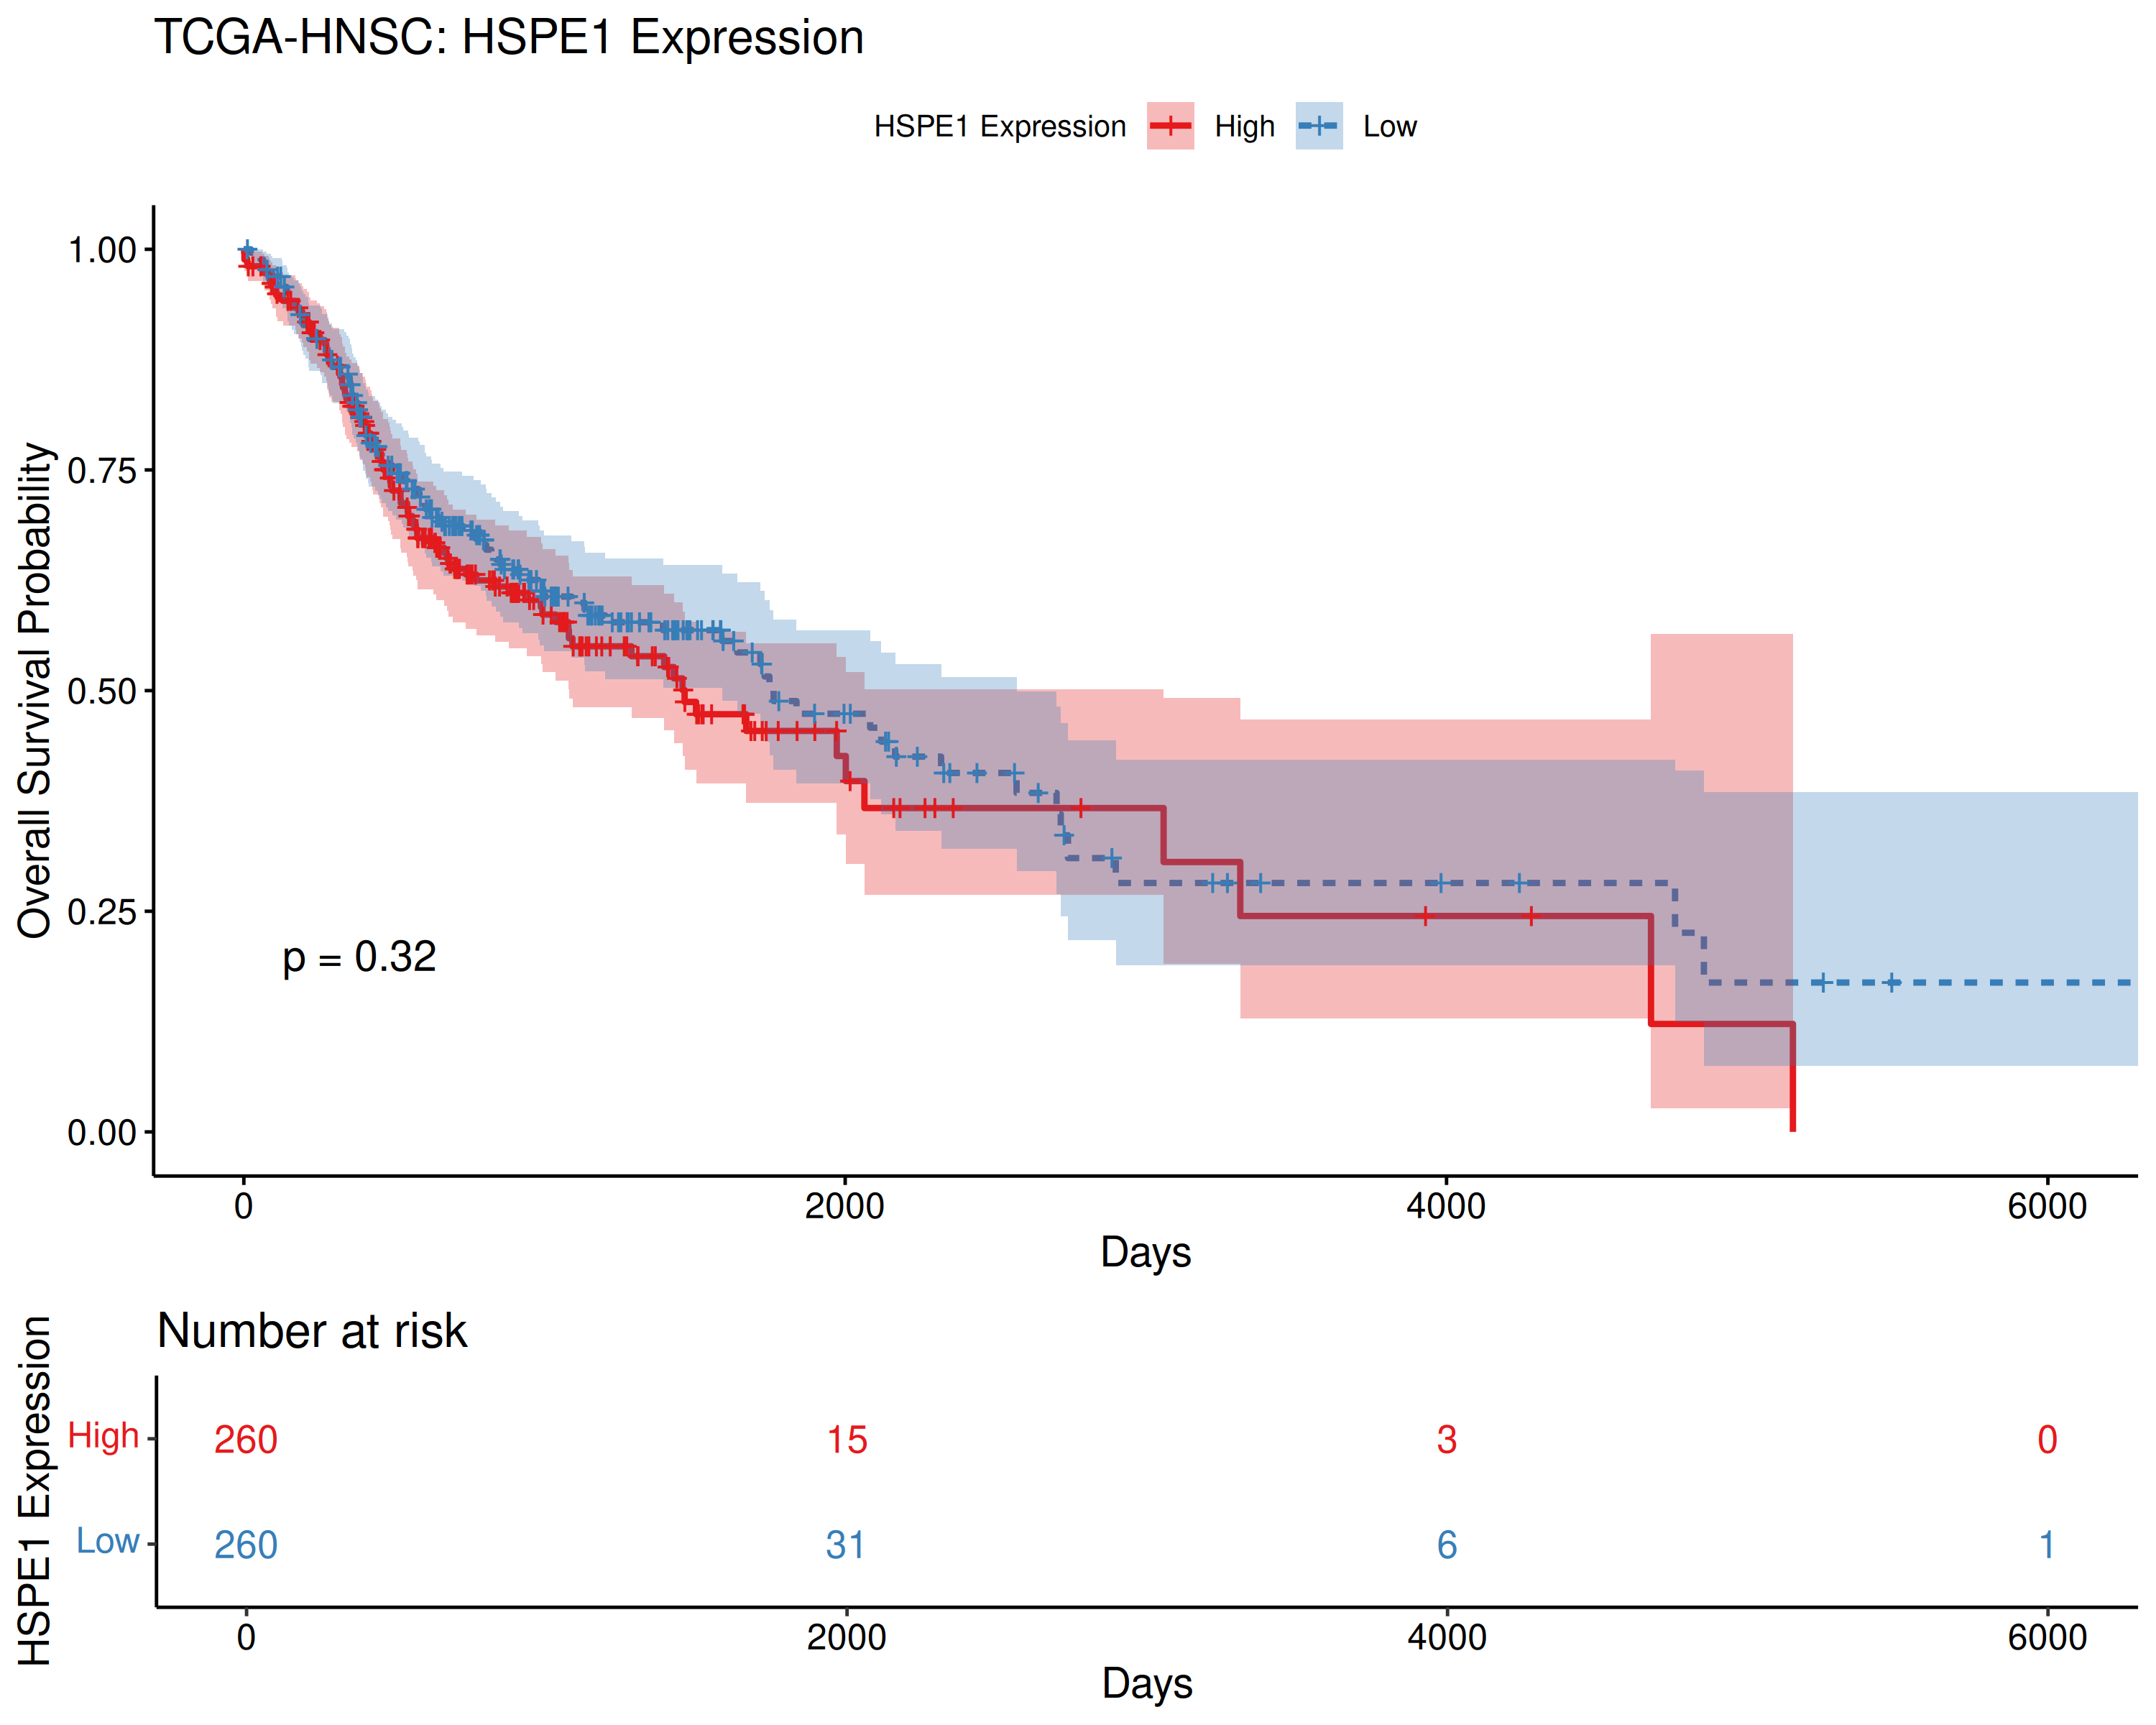 TCGA-HNSC: HSPE1 Expression
HSPE1 Expression High Low
Overall Survival Probability
1.00
0.75
0.50
0.25
0.00
p = 0.32
0 2000 4000 6000
Days
Number at risk
HSPE1 Expression
High 260 15 3 0
Low 260 31 6 1
0 2000 4000 6000
Days